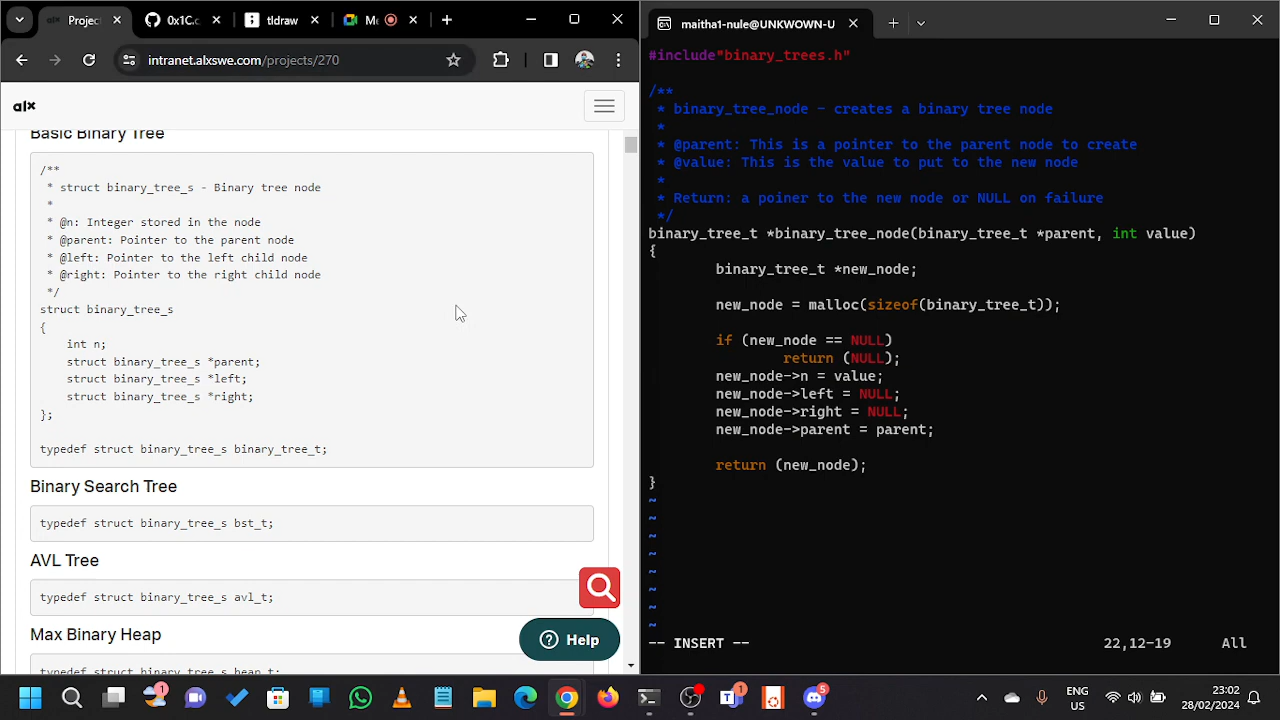 Projec
0x1C.
tldraw
Me
intranet.alxswe.com/projects/270
alx
Basic Binary Tree
/**
 * struct binary_tree_s - Binary tree node
 *
 * @n: Integer stored in the node
 * @parent: Pointer to the parent node
 * @left: Pointer to the left child node
 * @right: Pointer to the right child node
 */
struct binary_tree_s
{
    int n;
    struct binary_tree_s *parent;
    struct binary_tree_s *left;
    struct binary_tree_s *right;
};
typedef struct binary_tree_s binary_tree_t;
Binary Search Tree
typedef struct binary_tree_s bst_t;
AVL Tree
typedef struct binary_tree_s avl_t;
Max Binary Heap
typedef struct binary_tree_s heap_t;
Help
maitha1-nule@UNKWOWN-U
#include"binary_trees.h"
/**
 * binary_tree_node - creates a binary tree node
 *
 * @parent: This is a pointer to the parent node to create
 * @value: This is the value to put to the new node
 *
 * Return: a poiner to the new node or NULL on failure
 */
binary_tree_t *binary_tree_node(binary_tree_t *parent, int value)
{
        binary_tree_t *new_node;
        new_node = malloc(sizeof(binary_tree_t));
        if (new_node == NULL)
                return (NULL);
        new_node->n = value;
        new_node->left = NULL;
        new_node->right = NULL;
        new_node->parent = parent;
        return (new_node);
}
~
~
~
~
~
~
~
~
-- INSERT -- 22,12-19 All
1
1
5
ENG
US
23:02
28/02/2024